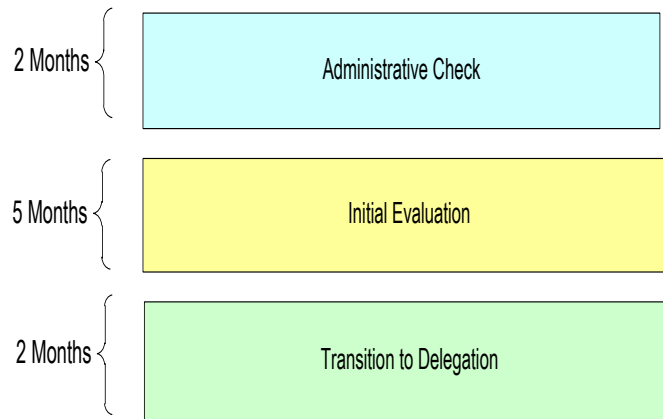 2 Months
Administrative Check
5 Months
Initial Evaluation
2 Months
Transition to Delegation